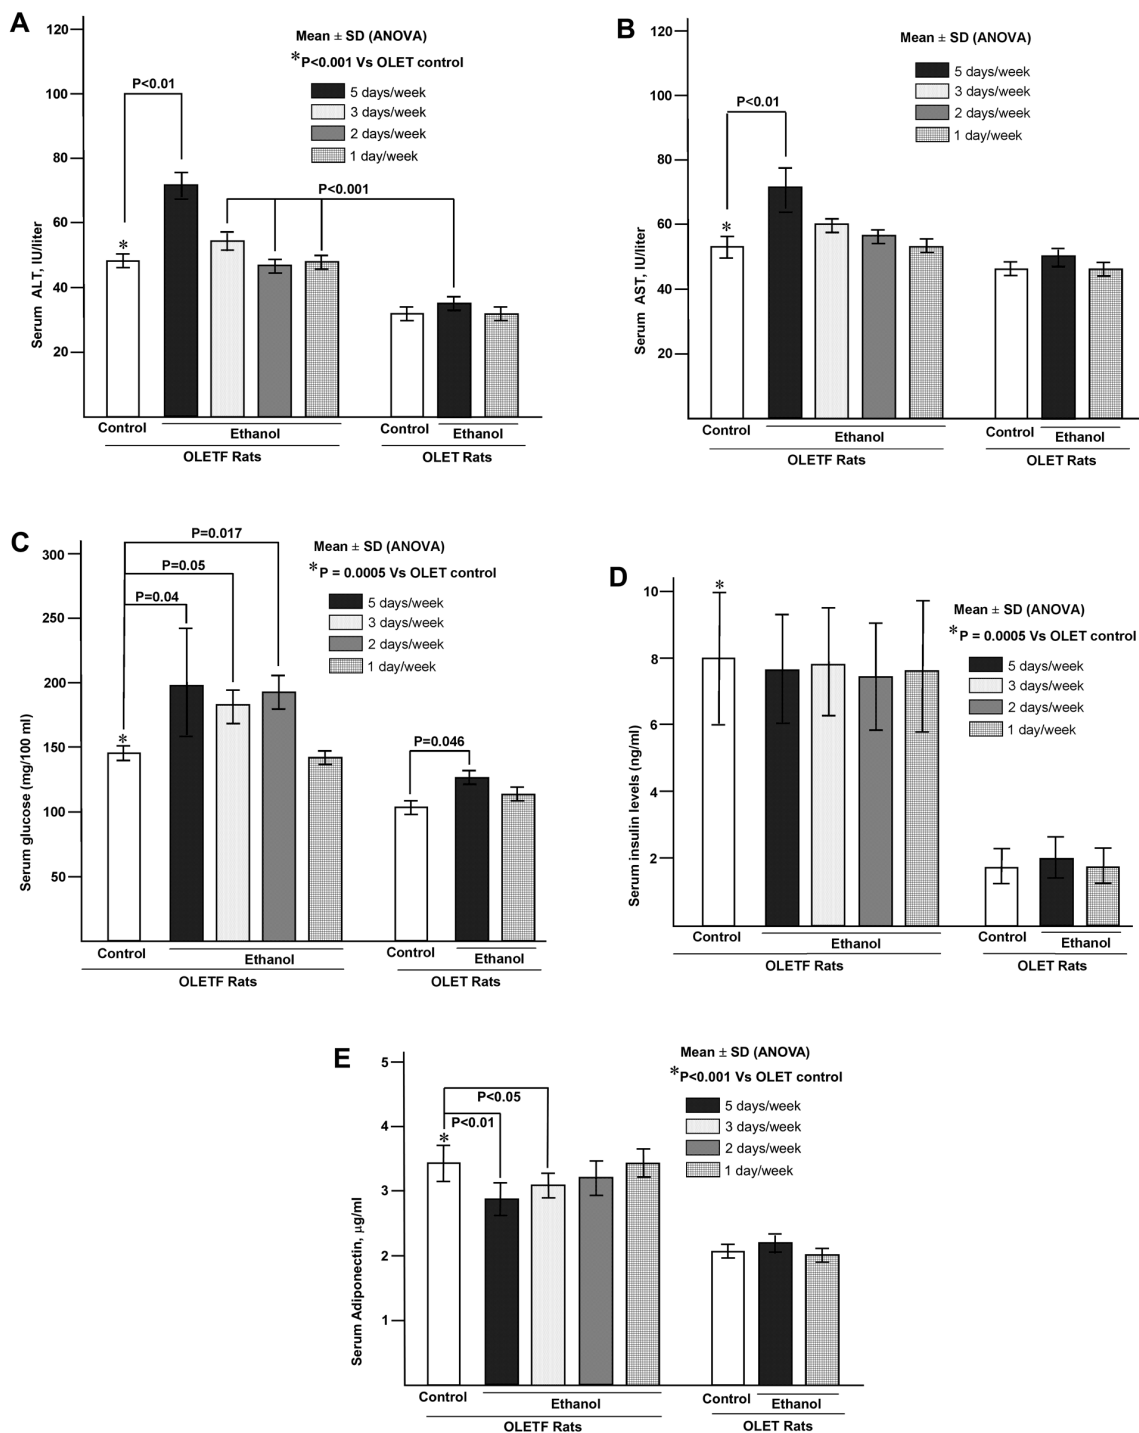 A
Mean ± SD (ANOVA)
*P<0.001 Vs OLET control
5 days/week
3 days/week
2 days/week
1 day/week
P<0.01
P<0.001
120
100
80
60
40
20
Serum ALT, IU/liter
*
Control
Ethanol
OLETF Rats
Control
Ethanol
OLET Rats
B
Mean ± SD (ANOVA)
5 days/week
3 days/week
2 days/week
1 day/week
P<0.01
120
100
80
60
40
20
Serum AST, IU/liter
*
Control
Ethanol
OLETF Rats
Control
Ethanol
OLET Rats
C
Mean ± SD (ANOVA)
*P = 0.0005 Vs OLET control
5 days/week
3 days/week
2 days/week
1 day/week
P=0.017
P=0.05
P=0.04
P=0.046
300
250
200
150
100
50
Serum glucose (mg/100 ml)
*
Control
Ethanol
OLETF Rats
Control
Ethanol
OLET Rats
D
Mean ± SD (ANOVA)
*P = 0.0005 Vs OLET control
5 days/week
3 days/week
2 days/week
1 day/week
10
8
6
4
2
Serum insulin levels (ng/ml)
*
Control
Ethanol
OLETF Rats
Control
Ethanol
OLET Rats
E
Mean ± SD (ANOVA)
*P<0.001 Vs OLET control
5 days/week
3 days/week
2 days/week
1 day/week
P<0.05
P<0.01
5
4
3
2
1
Serum Adiponectin, µg/ml
*
Control
Ethanol
OLETF Rats
Control
Ethanol
OLET Rats